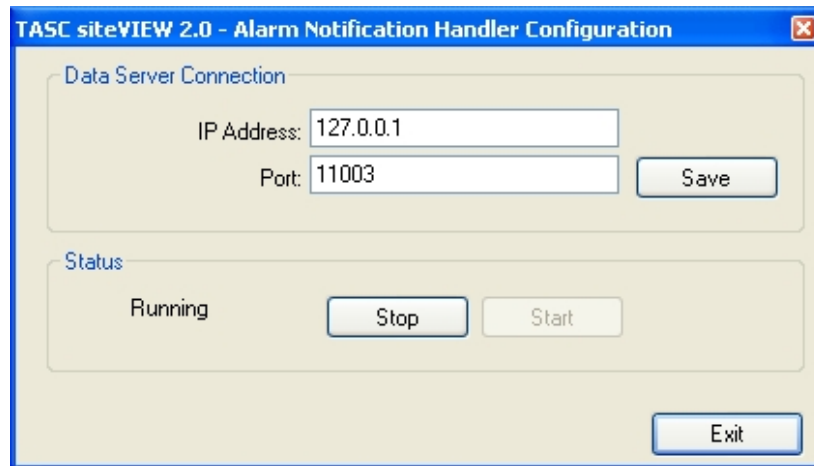 TASC siteVIEW 2.0 - Alarm Notification Handler Configuration
Data Server Connection
IP Address: 127.0.0.1
Port: 11003 Save
Status
Running Stop Start
Exit